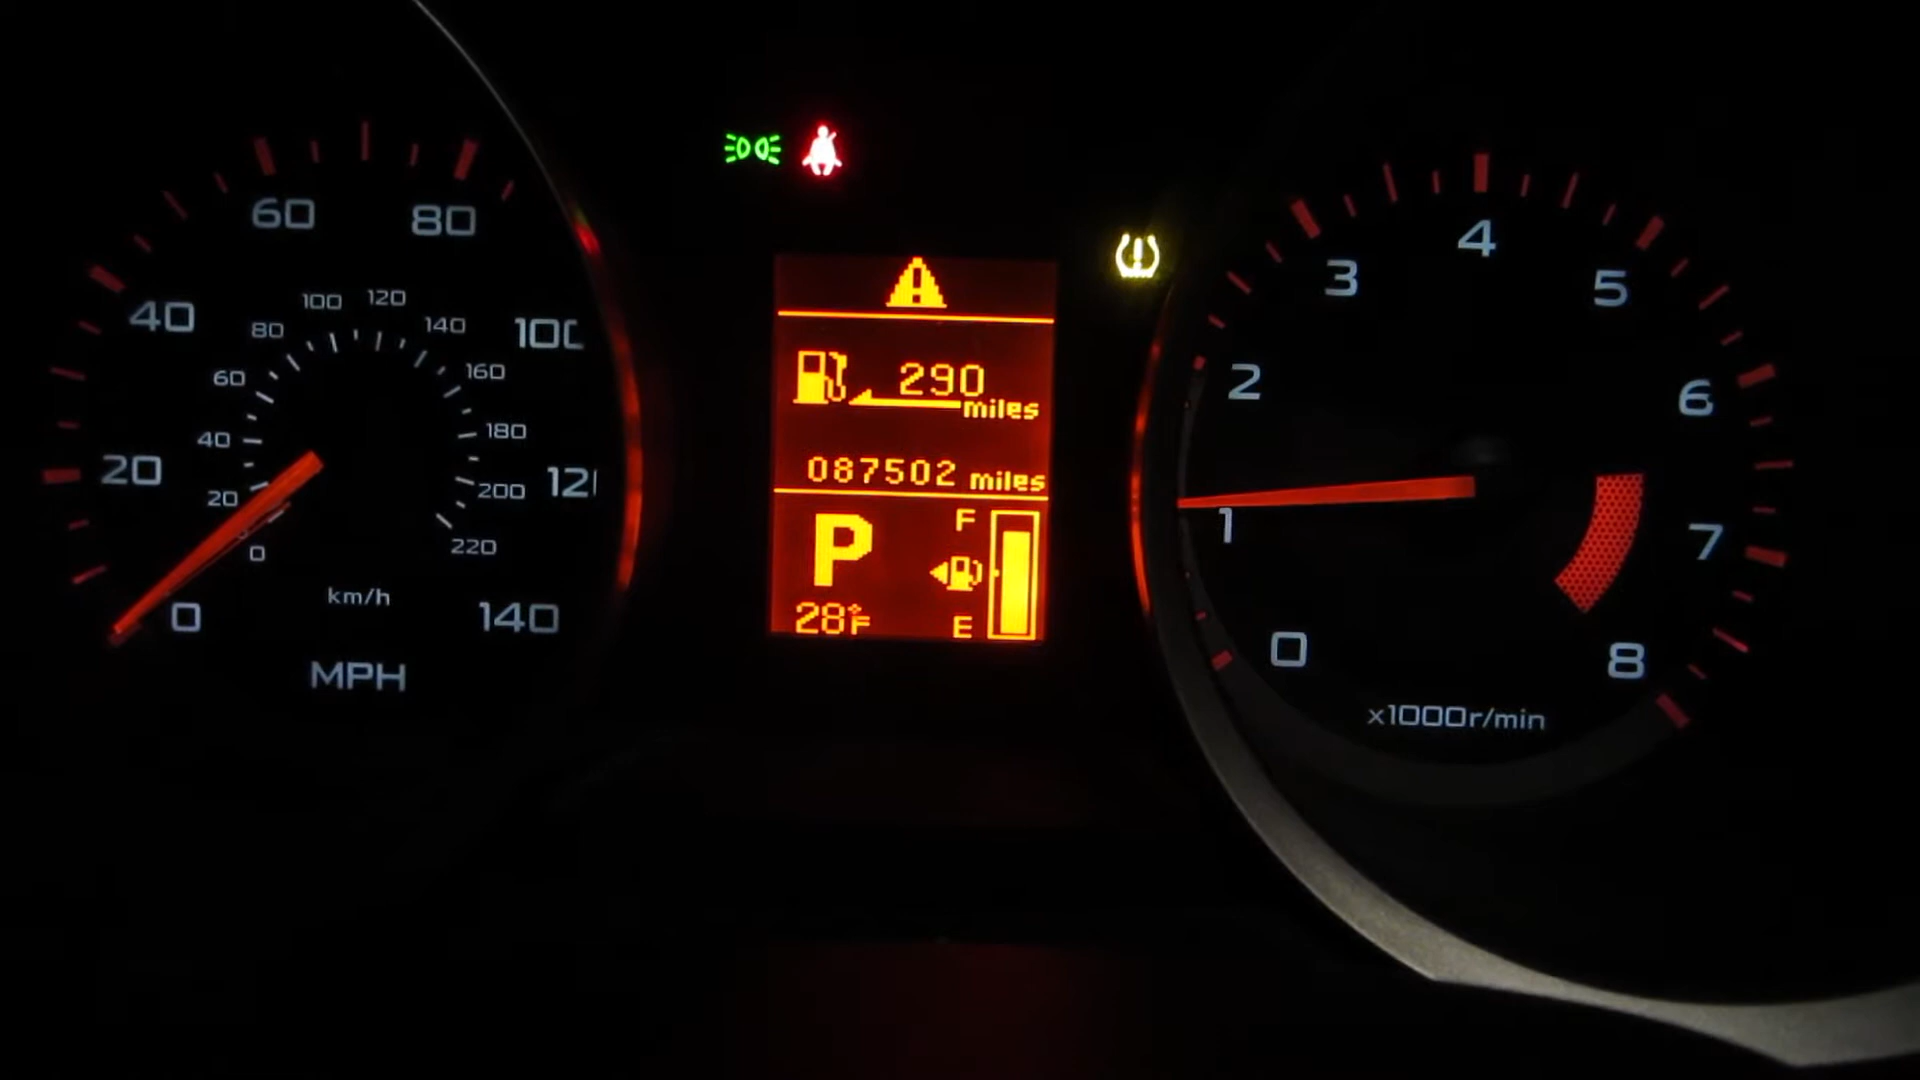 60 80
40 100
20 12
0 140
100 120
80 140
60 160
40 180
20 200
0 220
km/h
MPH
290
miles
087502 miles
P F
28°F E
4
3 5
2 6
1 7
0 8
x1000r/min